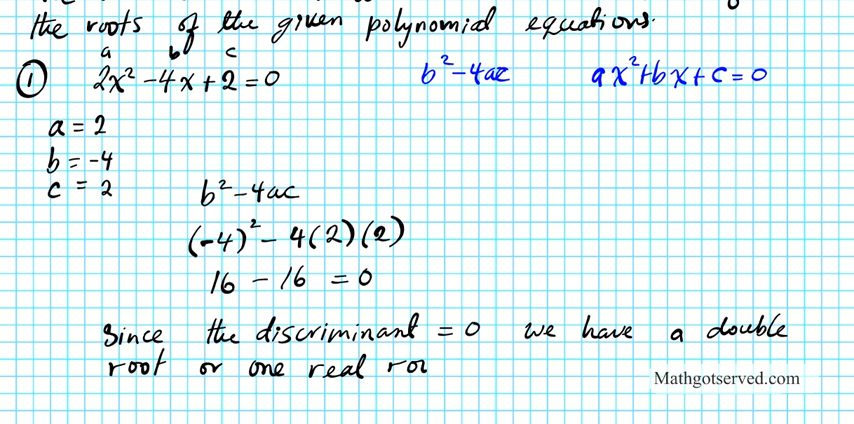 the roots of the given polynomial equations.
a b c
① 2x² - 4x + 2 = 0 b² - 4ac ax² + bx + c = 0
a = 2
b = -4
c = 2
b² - 4ac
(-4)² - 4(2)(2)
16 - 16 = 0
Since the discriminant = 0 we have a double
root or one real roo
Mathgotserved.com